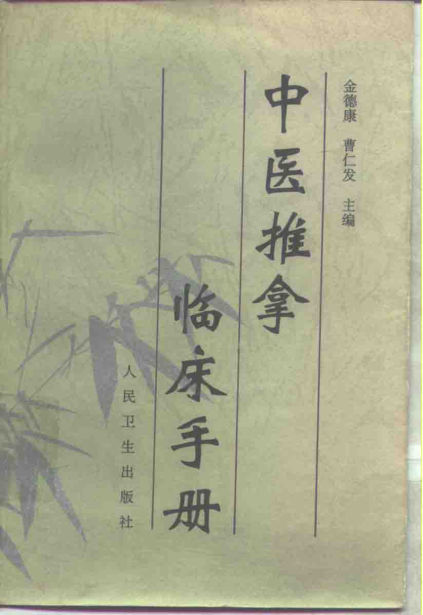 金德康 曹仁发 主编
中医推拿
临床手册
人民卫生出版社